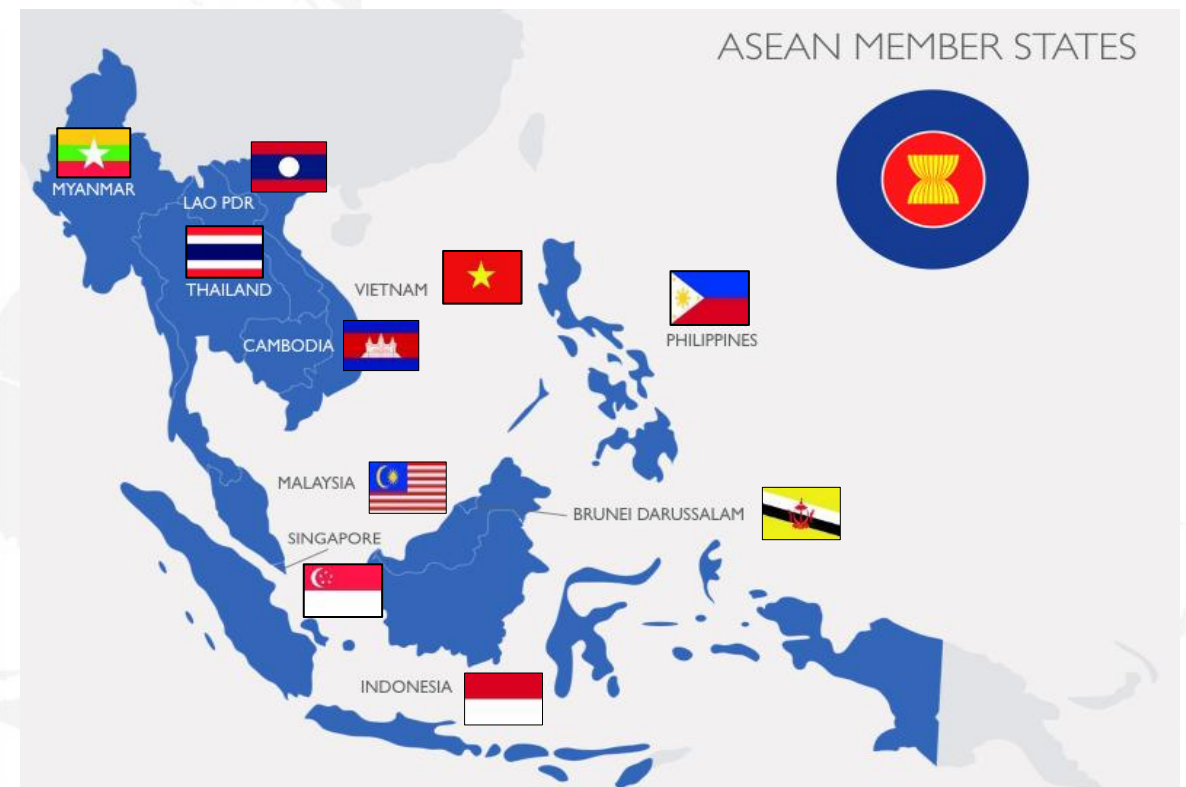 ASEAN MEMBER STATES
MYANMAR
LAO PDR
THAILAND
VIETNAM
PHILIPPINES
CAMBODIA
MALAYSIA
BRUNEI DARUSSALAM
SINGAPORE
INDONESIA